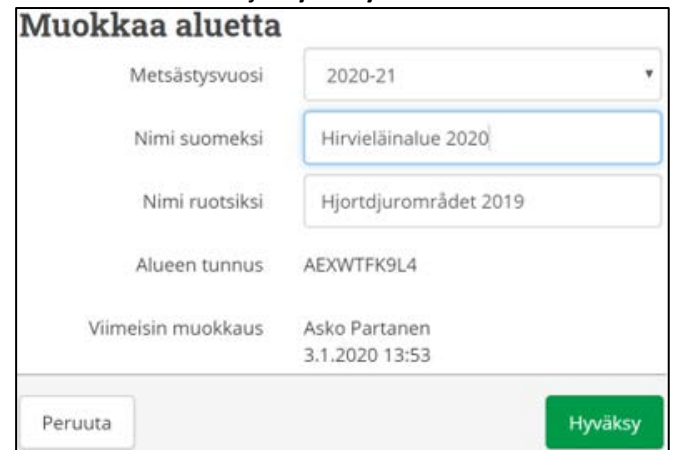 Muokkaa aluetta
Metsästysvuosi 2020-21
Nimi suomeksi Hirvieläinalue 2020
Nimi ruotsiksi Hjortdjurområdet 2019
Alueen tunnus AEXWTFK9L4
Viimeisin muokkaus Asko Partanen
3.1.2020 13:53
Peruuta Hyväksy